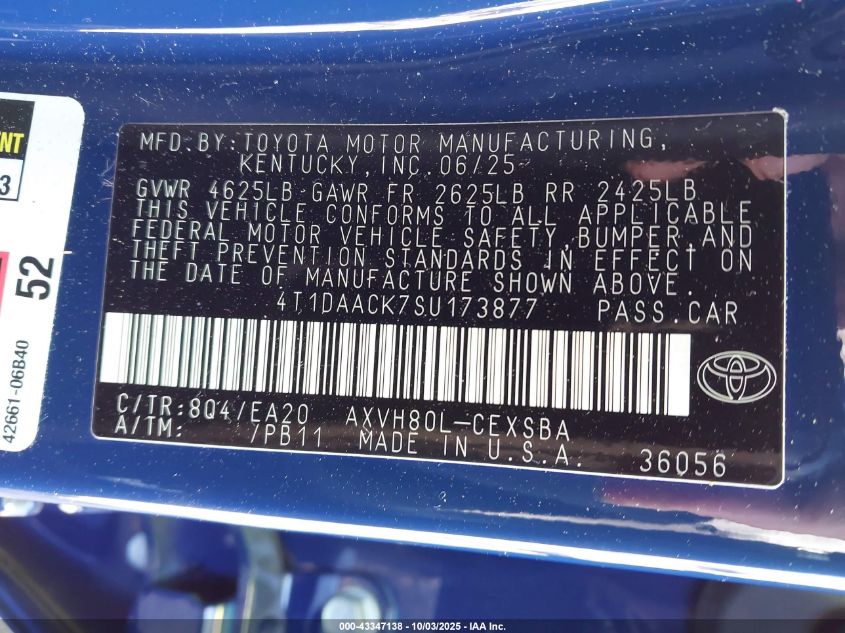 MFD.BY:TOYOTA MOTOR MANUFACTURING,
KENTUCKY,INC.06/25
GVWR 4625LB GAWR FR 2625LB RR 2425LB
THIS VEHICLE CONFORMS TO ALL APPLICABLE
FEDERAL MOTOR VEHICLE SAFETY,BUMPER,AND
THEFT PREVENTION STANDARDS IN EFFECT ON
THE DATE OF MANUFACTURE SHOWN ABOVE.
4T1DAACK7SU173877 PASS.CAR
C/TR:8Q4/EA20 AXVH80L-CEXSBA
A/TM: /PB11 MADE IN U.S.A. 36056
3
52
42661-06B40
000-43347138 - 10/03/2025 - IAA Inc.